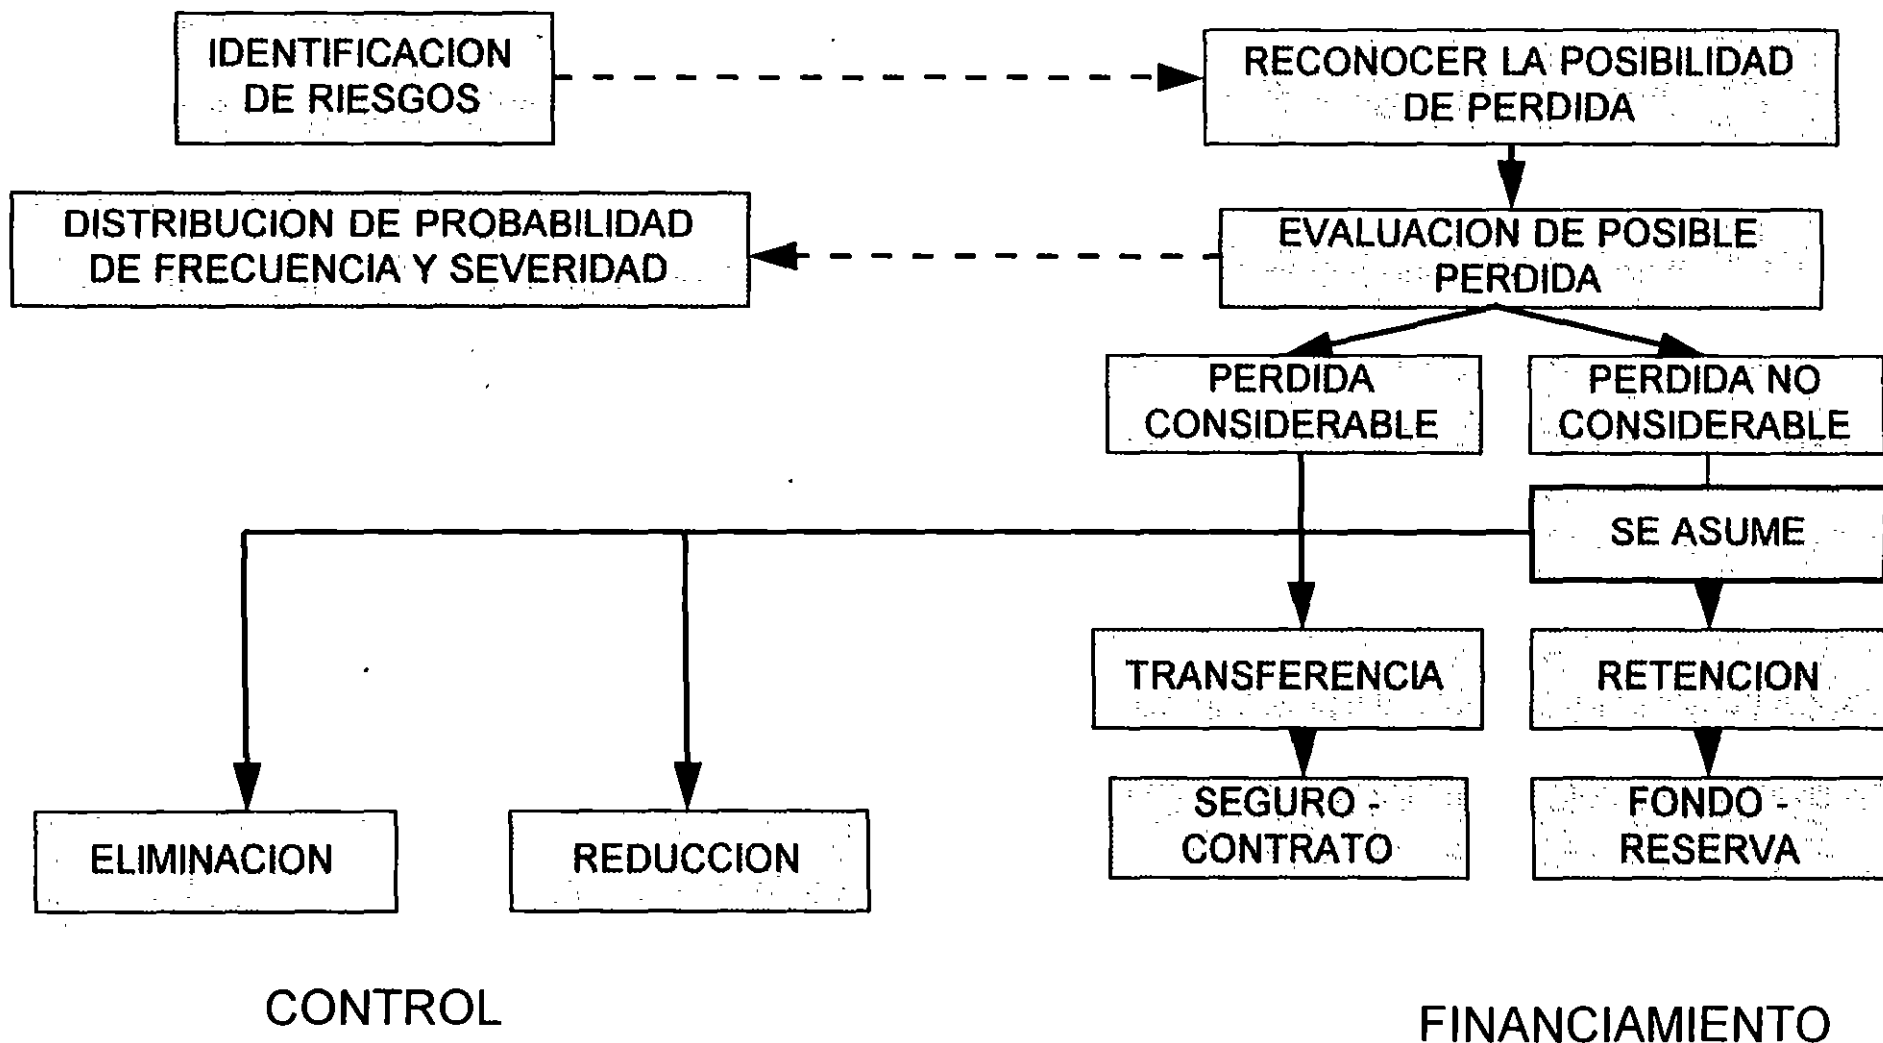 IDENTIFICACION
DE RIESGOS
RECONOCER LA POSIBILIDAD
DE PERDIDA
DISTRIBUCION DE PROBABILIDAD
DE FRECUENCIA Y SEVERIDAD
EVALUACION DE POSIBLE
PERDIDA
PERDIDA
CONSIDERABLE
PERDIDA NO
CONSIDERABLE
SE ASUME
TRANSFERENCIA
RETENCION
ELIMINACION
REDUCCION
SEGURO -
CONTRATO
FONDO -
RESERVA
CONTROL
FINANCIAMIENTO